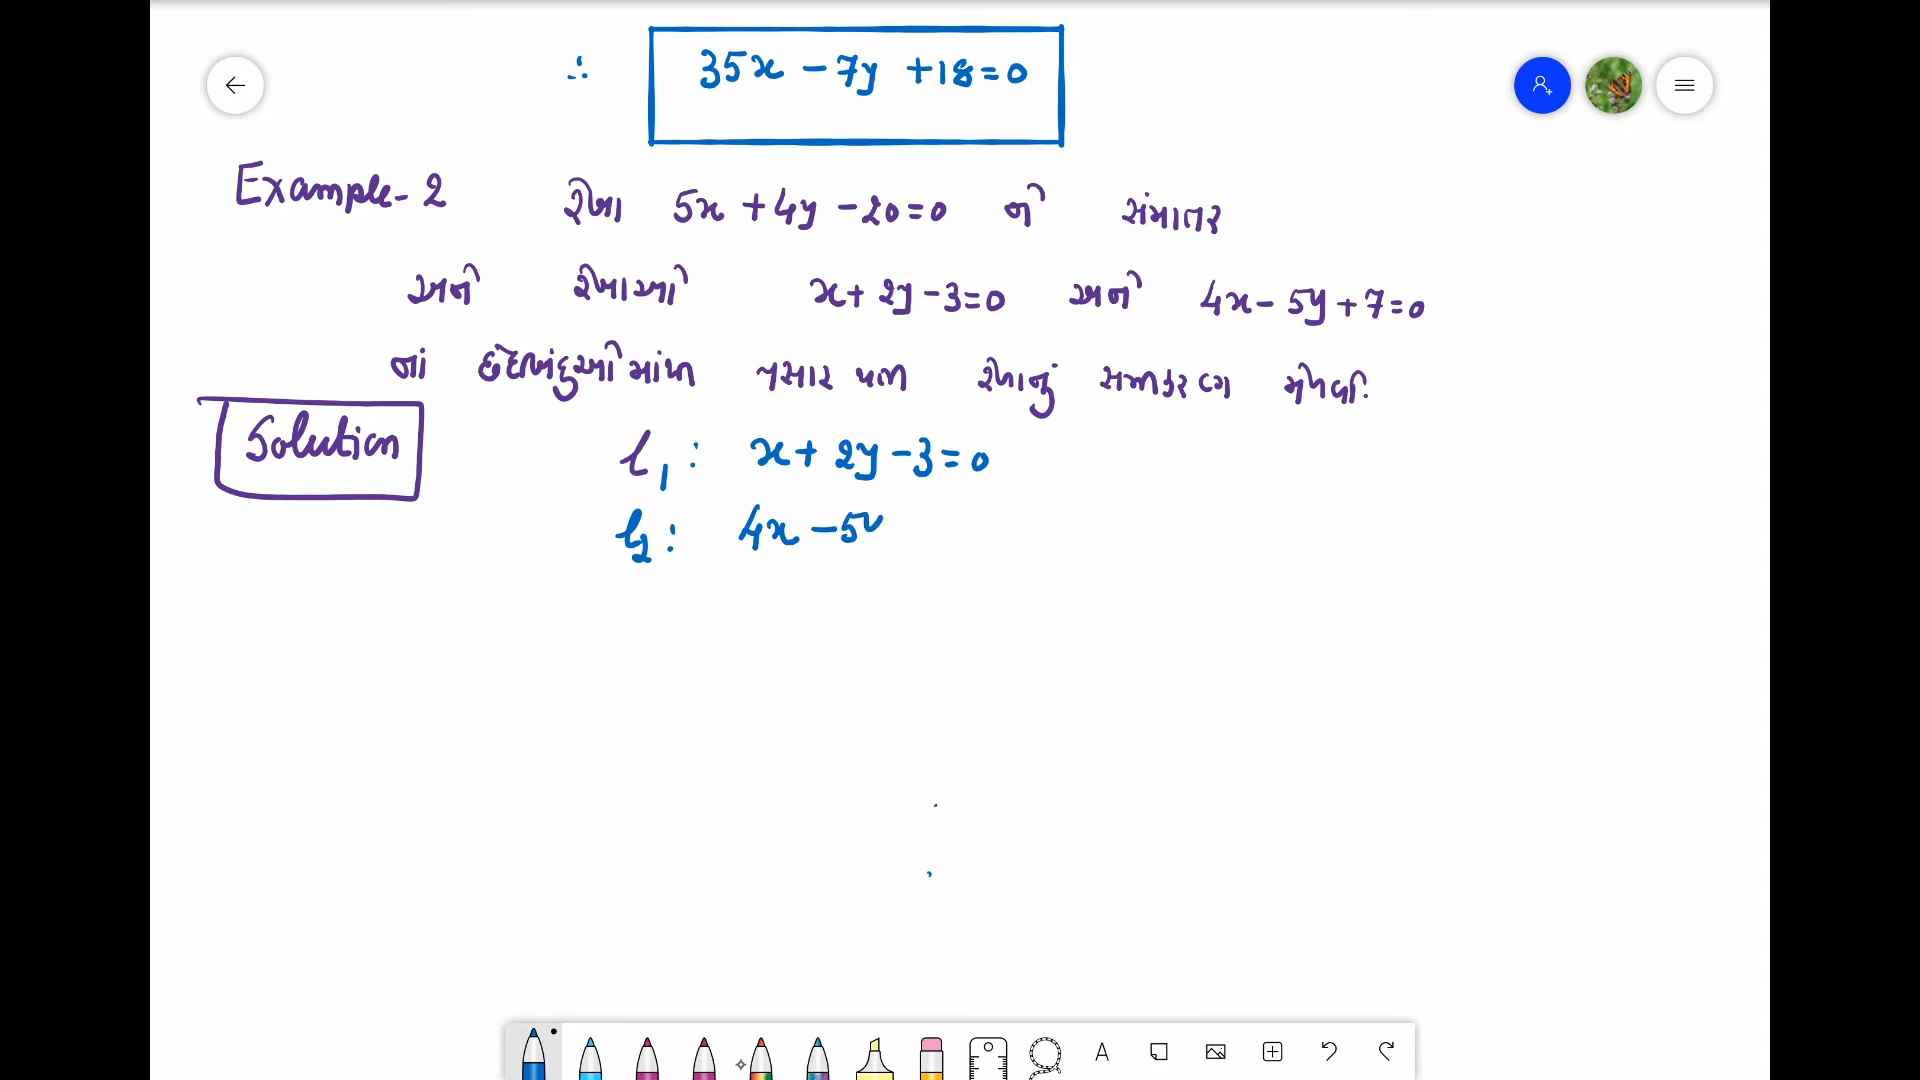 ∴ 35x - 7y + 18 = 0
Example-2 રેખા 5x + 4y - 20 = 0 ને સંમાતર
અને રેખાઓ x + 2y - 3 = 0 અને 4x - 5y + 7 = 0
નાં છેદબિંદુઓમાંથી પસાર થતી રેખાનું સમીકરણ મેળવો.
Solution l₁ : x + 2y - 3 = 0
l₂ : 4x - 5